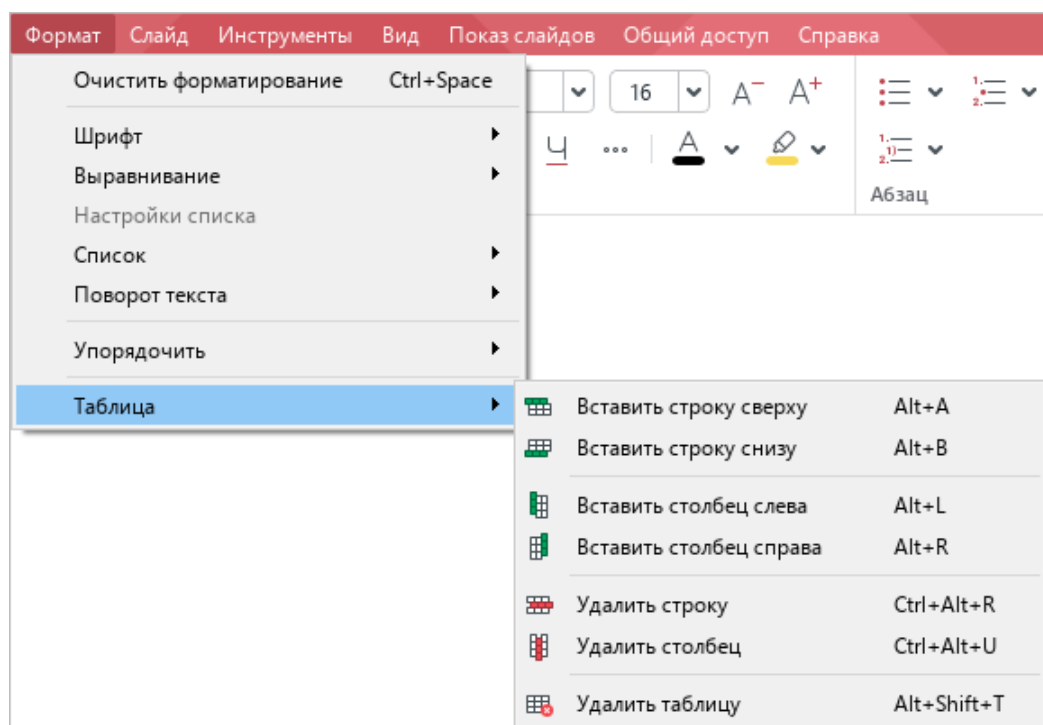 Формат Слайд Инструменты Вид Показ слайдов Общий доступ Справка
Очистить форматирование Ctrl+Space
16 A⁻ A⁺
Шрифт
Ч ... A
Выравнивание
Абзац
Настройки списка
Список
Поворот текста
Упорядочить
Таблица
Вставить строку сверху Alt+A
Вставить строку снизу Alt+B
Вставить столбец слева Alt+L
Вставить столбец справа Alt+R
Удалить строку Ctrl+Alt+R
Удалить столбец Ctrl+Alt+U
Удалить таблицу Alt+Shift+T